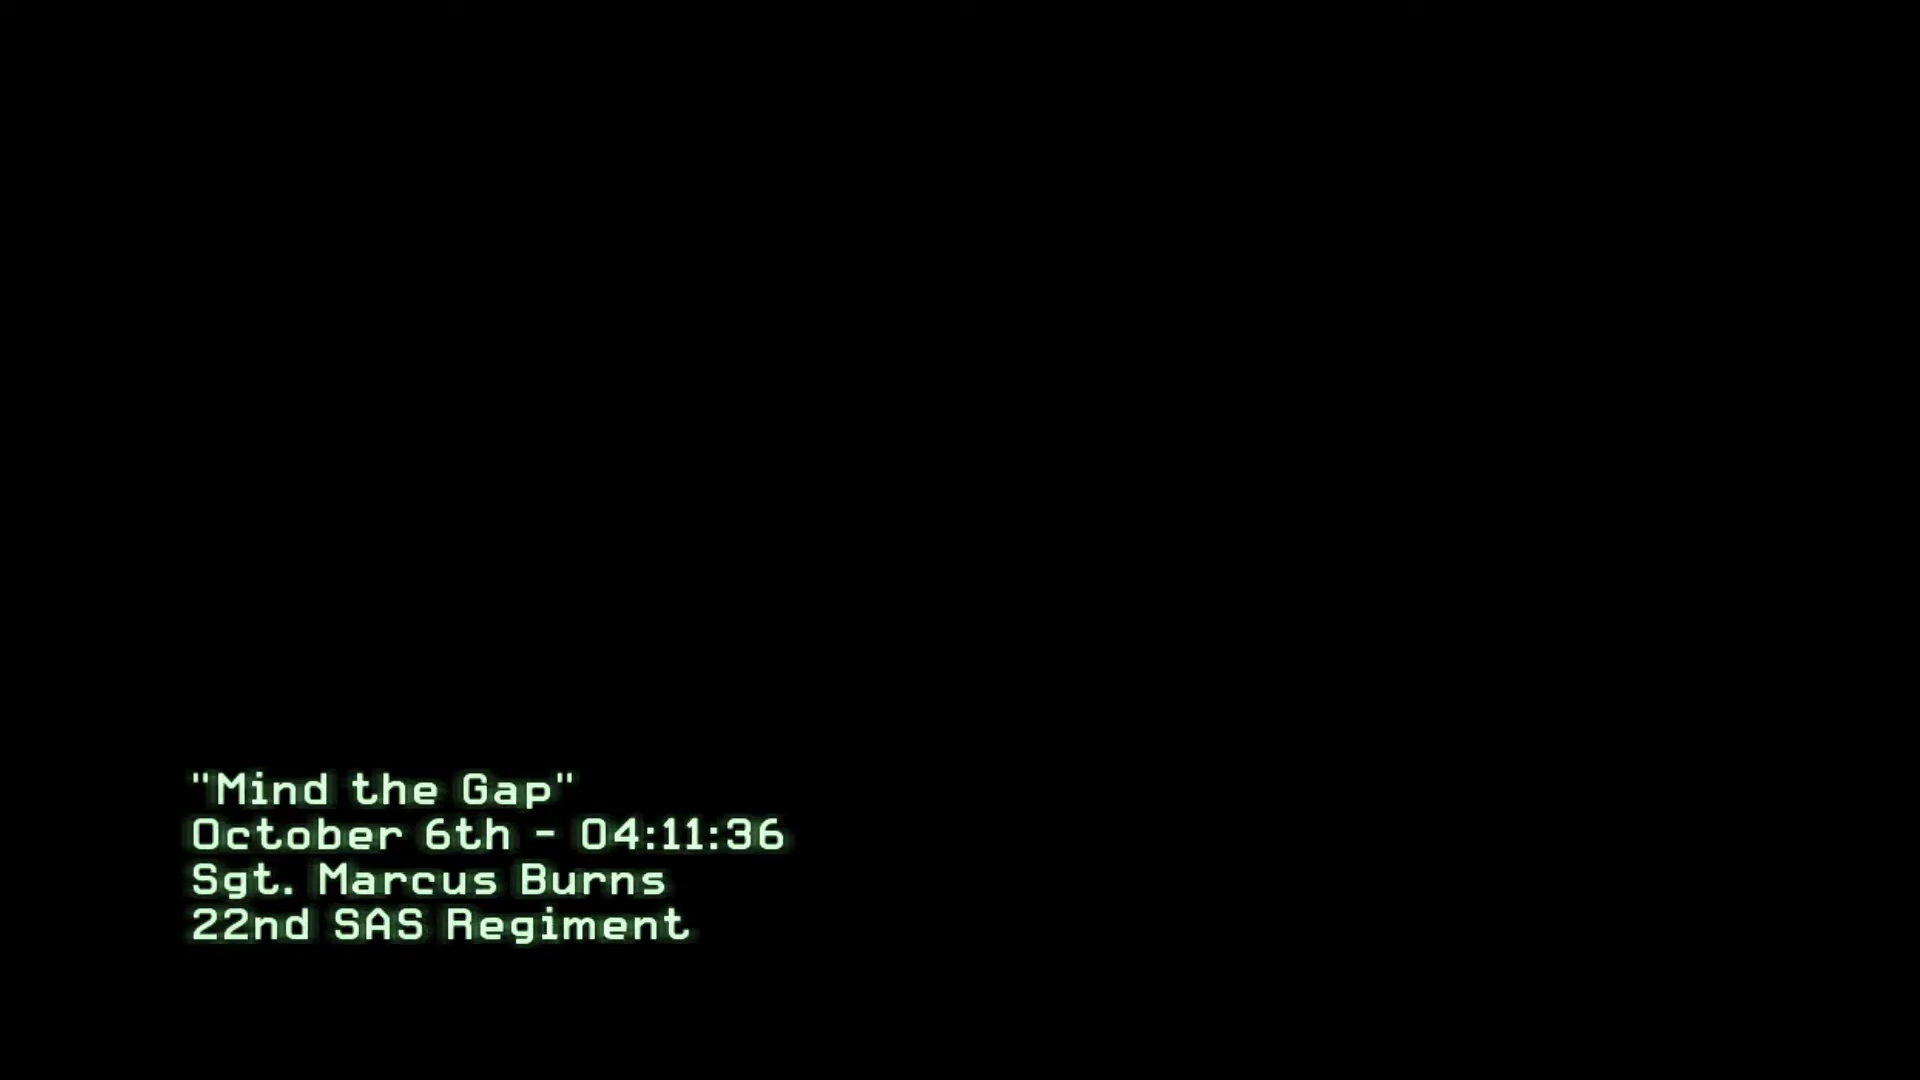 "Mind the Gap"
October 6th - 04:11:36
Sgt. Marcus Burns
22nd SAS Regiment